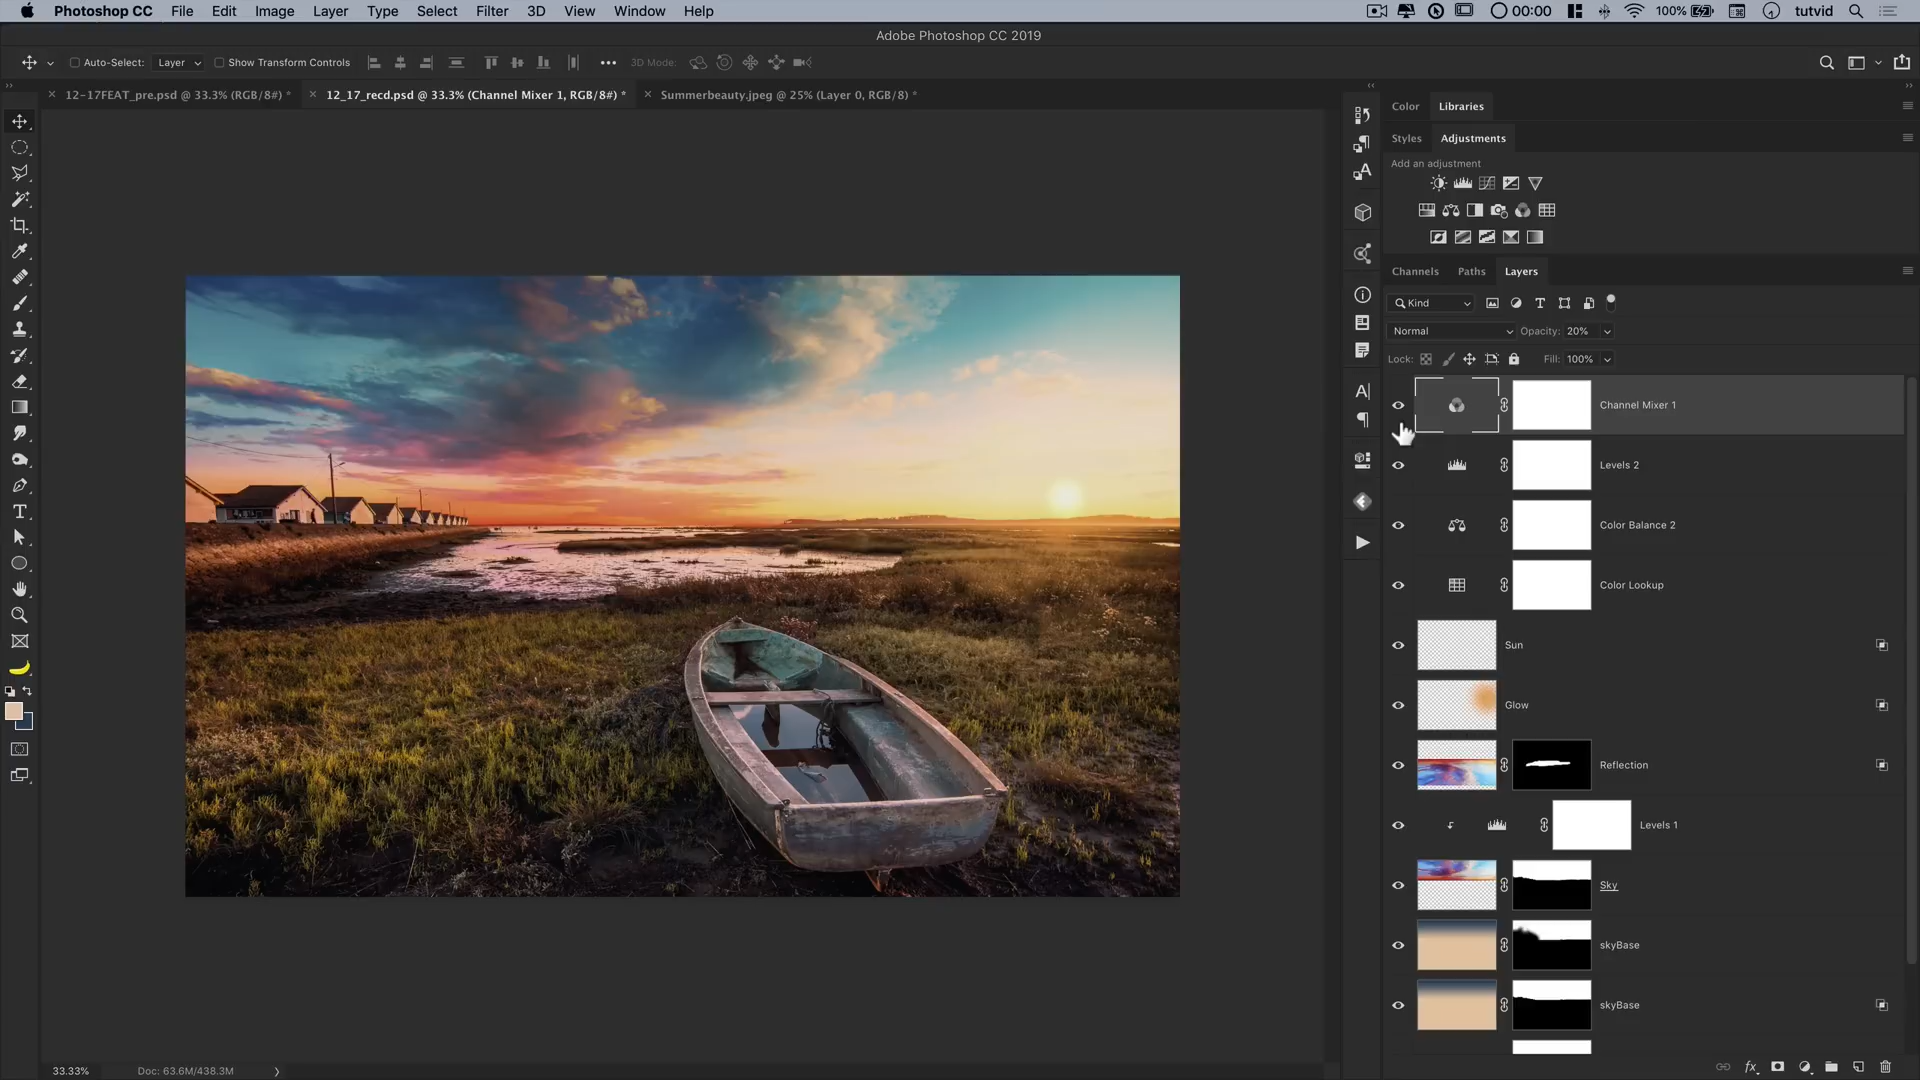 Photoshop CC File Edit Image Layer Type Select Filter 3D View Window Help 00:00 100% tutvid
Adobe Photoshop CC 2019
Auto-Select: Layer Show Transform Controls 3D Mode:
12-17FEAT_pre.psd @ 33.3% (RGB/8#) * 12_17_recd.psd @ 33.3% (Channel Mixer 1, RGB/8#) * Summerbeauty.jpeg @ 25% (Layer 0, RGB/8) *
Color Libraries
Styles Adjustments
Add an adjustment
Channels Paths Layers
Kind
Normal Opacity: 20%
Lock: Fill: 100%
Channel Mixer 1
Levels 2
Color Balance 2
Color Lookup
Sun
Glow
Reflection
Levels 1
Sky
skyBase
skyBase
33.33% Doc: 63.6M/438.3M